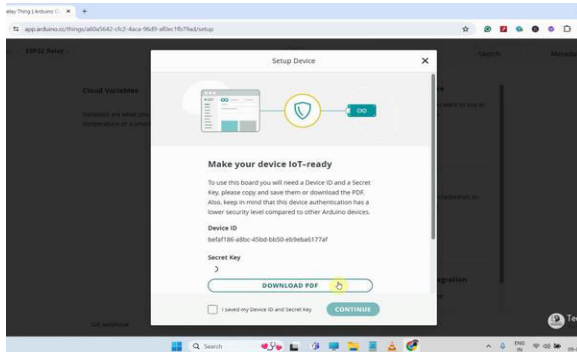 app.arduino.cc/things/a60a5642-cfc2-4aca-96d9-af0ec1fb79ad/setup
ESP32 Relay
Setup Device
Sketch
Metadata
Cloud Variables
Make your device IoT-ready
To use this board you will need a Device ID and a Secret
Key, please copy and save them or download the PDF.
Also, keep in mind that this device authentication has a
lower security level compared to other Arduino devices.
Device ID
befaf186-a8bc-45bd-bb50-eb9eba6177af
Secret Key
DOWNLOAD PDF
I saved my Device ID and Secret Key
CONTINUE
Set webhook
Search
ENG
IN